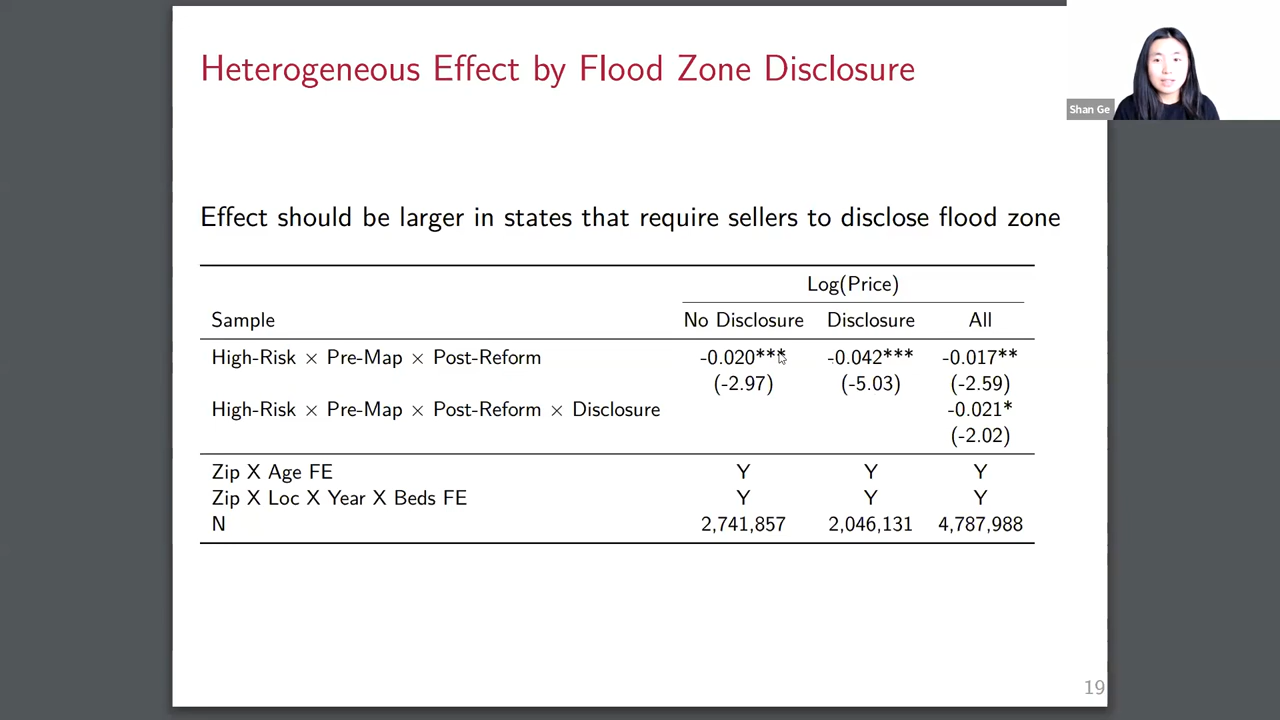 Heterogeneous Effect by Flood Zone Disclosure
Shan Ge
Effect should be larger in states that require sellers to disclose flood zone
Log(Price)
Sample No Disclosure Disclosure All
High-Risk × Pre-Map × Post-Reform -0.020*** -0.042*** -0.017**
(-2.97) (-5.03) (-2.59)
High-Risk × Pre-Map × Post-Reform × Disclosure -0.021*
(-2.02)
Zip X Age FE Y Y Y
Zip X Loc X Year X Beds FE Y Y Y
N 2,741,857 2,046,131 4,787,988
19